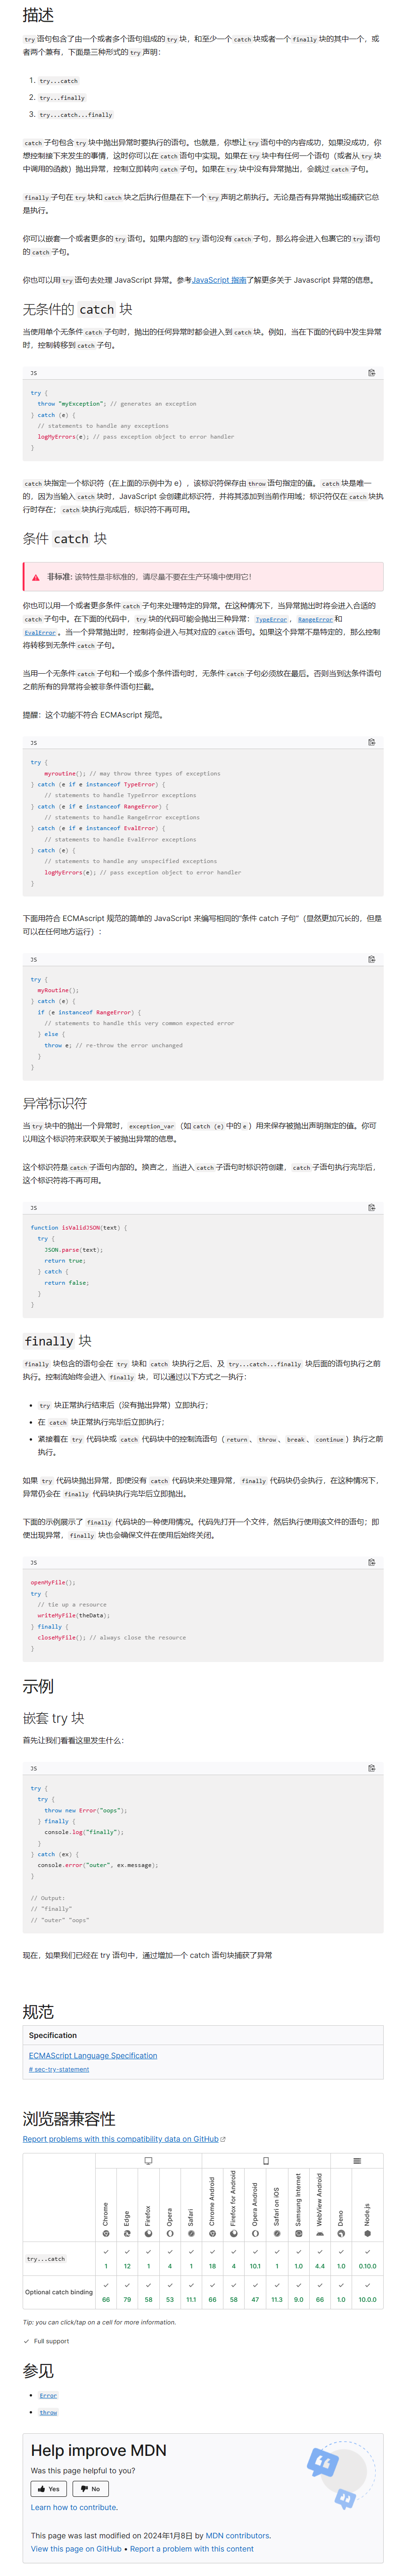 描述
try 语句包含了由一个或者多个语句组成的 try 块，和至少一个 catch 块或者一个 finally 块的其中一个，或
者两个兼有，下面是三种形式的 try 声明：
1. try...catch
2. try...finally
3. try...catch...finally
catch 子句包含 try 块中抛出异常时要执行的语句。也就是，你想让 try 语句中的内容成功，如果没成功，你
想控制接下来发生的事情，这时你可以在 catch 语句中实现。如果在 try 块中有任何一个语句（或者从 try 块
中调用的函数）抛出异常，控制立即转向 catch 子句。如果在 try 块中没有异常抛出，会跳过 catch 子句。
finally 子句在 try 块和 catch 块之后执行但是在下一个 try 声明之前执行。无论是否有异常抛出或捕获它总
是执行。
你可以嵌套一个或者更多的 try 语句。如果内部的 try 语句没有 catch 子句，那么将会进入包裹它的 try 语句
的 catch 子句。
你也可以用 try 语句去处理 JavaScript 异常。参考JavaScript 指南了解更多关于 Javascript 异常的信息。
无条件的 catch 块
当使用单个无条件 catch 子句时，抛出的任何异常时都会进入到 catch 块。例如，当在下面的代码中发生异常
时，控制转移到 catch 子句。
JS
try {
throw "myException"; // generates an exception
} catch (e) {
// statements to handle any exceptions
logMyErrors(e); // pass exception object to error handler
}
catch 块指定一个标识符（在上面的示例中为 e），该标识符保存由 throw 语句指定的值。 catch 块是唯一
的，因为当输入 catch 块时，JavaScript 会创建此标识符，并将其添加到当前作用域；标识符仅在 catch 块执
行时存在； catch 块执行完成后，标识符不再可用。
条件 catch 块
非标准: 该特性是非标准的，请尽量不要在生产环境中使用它！
你也可以用一个或者更多条件 catch 子句来处理特定的异常。在这种情况下，当异常抛出时将会进入合适的
catch 子句中。在下面的代码中， try 块的代码可能会抛出三种异常： TypeError ， RangeError 和
EvalError 。当一个异常抛出时，控制将会进入与其对应的 catch 语句。如果这个异常不是特定的，那么控制
将转移到无条件 catch 子句。
当用一个无条件 catch 子句和一个或多个条件语句时，无条件 catch 子句必须放在最后。否则当到达条件语句
之前所有的异常将会被非条件语句拦截。
提醒：这个功能不符合 ECMAscript 规范。
JS
try {
myroutine(); // may throw three types of exceptions
} catch (e if e instanceof TypeError) {
// statements to handle TypeError exceptions
} catch (e if e instanceof RangeError) {
// statements to handle RangeError exceptions
} catch (e if e instanceof EvalError) {
// statements to handle EvalError exceptions
} catch (e) {
// statements to handle any unspecified exceptions
logMyErrors(e); // pass exception object to error handler
}
下面用符合 ECMAscript 规范的简单的 JavaScript 来编写相同的“条件 catch 子句”（显然更加冗长的，但是
可以在任何地方运行）：
JS
try {
myRoutine();
} catch (e) {
if (e instanceof RangeError) {
// statements to handle this very common expected error
} else {
throw e; // re-throw the error unchanged
}
}
异常标识符
当 try 块中的抛出一个异常时， exception_var （如 catch (e) 中的 e ）用来保存被抛出声明指定的值。你可
以用这个标识符来获取关于被抛出异常的信息。
这个标识符是 catch 子语句内部的。换言之，当进入 catch 子语句时标识符创建， catch 子语句执行完毕后，
这个标识符将不再可用。
JS
function isValidJSON(text) {
try {
JSON.parse(text);
return true;
} catch {
return false;
}
}
finally 块
finally 块包含的语句会在 try 块和 catch 块执行之后、及 try...catch...finally 块后面的语句执行之前
执行。控制流始终会进入 finally 块，可以通过以下方式之一执行：
• try 块正常执行结束后（没有抛出异常）立即执行；
• 在 catch 块正常执行完毕后立即执行；
• 紧接着在 try 代码块或 catch 代码块中的控制流语句（ return 、 throw 、 break 、 continue ）执行之前
执行。
如果 try 代码块抛出异常，即使没有 catch 代码块来处理异常， finally 代码块仍会执行，在这种情况下，
异常仍会在 finally 代码块执行完毕后立即抛出。
下面的示例展示了 finally 代码块的一种使用情况。代码先打开一个文件，然后执行使用该文件的语句；即
使出现异常， finally 块也会确保文件在使用后始终关闭。
JS
openMyFile();
try {
// tie up a resource
writeMyFile(theData);
} finally {
closeMyFile(); // always close the resource
}
示例
嵌套 try 块
首先让我们看看这里发生什么：
JS
try {
try {
throw new Error("oops");
} finally {
console.log("finally");
}
} catch (ex) {
console.error("outer", ex.message);
}
// Output:
// "finally"
// "outer" "oops"
现在，如果我们已经在 try 语句中，通过增加一个 catch 语句块捕获了异常
规范
Specification
ECMAScript Language Specification
# sec-try-statement
浏览器兼容性
Report problems with this compatibility data on GitHub
Chrome Edge Firefox Opera Safari Chrome Android Firefox for Android Opera Android Safari on iOS Samsung Internet WebView Android Deno Node.js
try...catch 1 12 1 4 1 18 4 10.1 1 1.0 4.4 1.0 0.10.0
Optional catch binding 66 79 58 53 11.1 66 58 47 11.3 9.0 66 1.0 10.0.0
Tip: you can click/tap on a cell for more information.
Full support
参见
• Error
• throw
Help improve MDN
Was this page helpful to you?
Yes No
Learn how to contribute.
This page was last modified on 2024年1月8日 by MDN contributors.
View this page on GitHub • Report a problem with this content